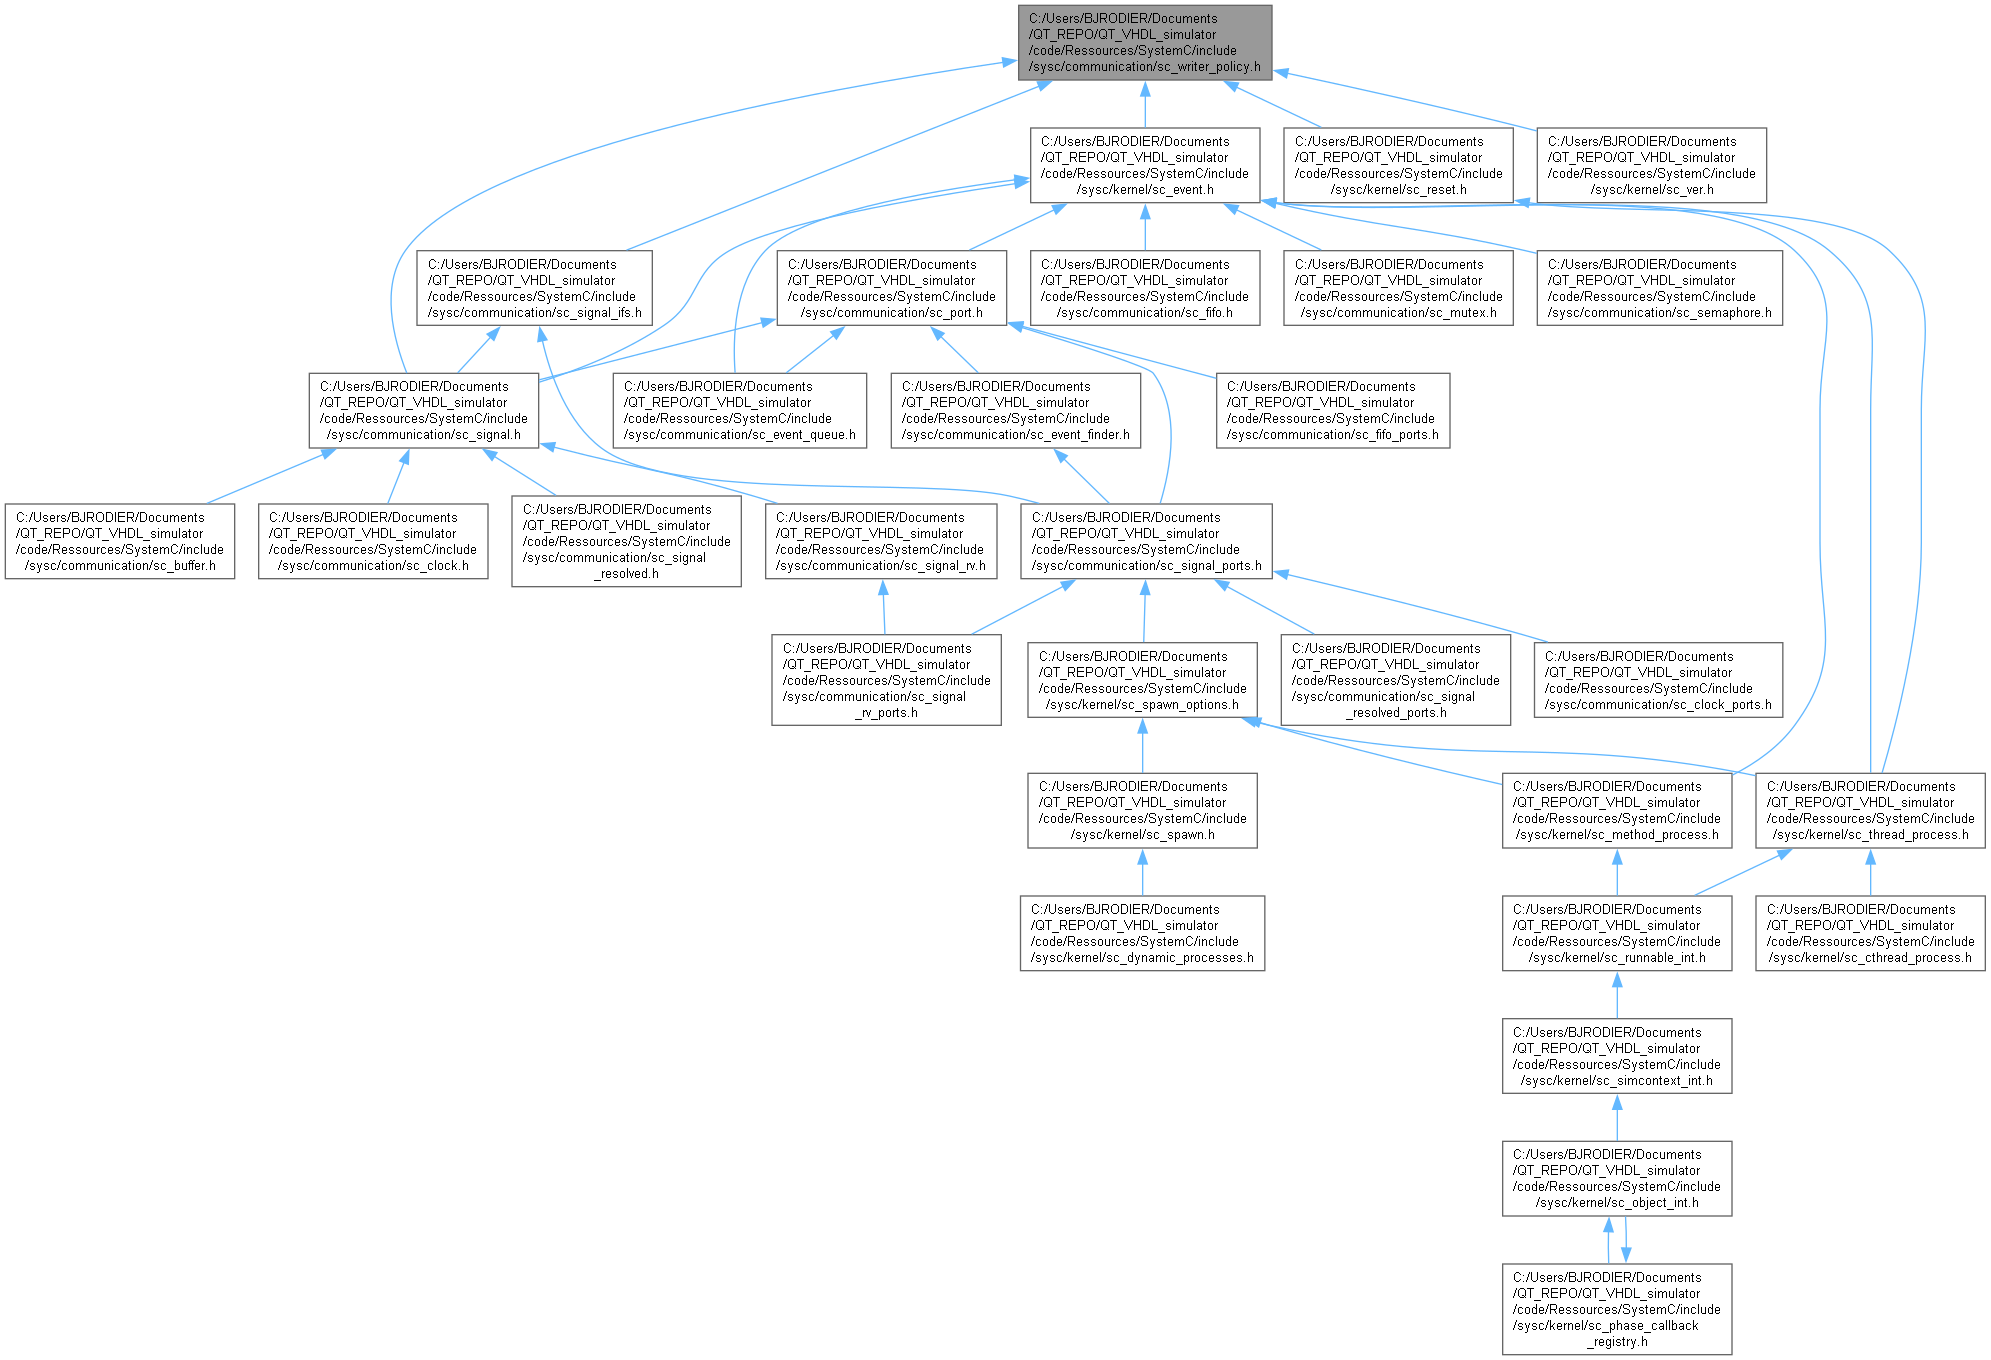 C:/Users/BJRODIER/Documents
/QT_REPO/QT_VHDL_simulator
/code/Ressources/SystemC/include
/sysc/communication/sc_writer_policy.h
C:/Users/BJRODIER/Documents
/QT_REPO/QT_VHDL_simulator
/code/Ressources/SystemC/include
/sysc/kernel/sc_event.h
C:/Users/BJRODIER/Documents
/QT_REPO/QT_VHDL_simulator
/code/Ressources/SystemC/include
/sysc/kernel/sc_reset.h
C:/Users/BJRODIER/Documents
/QT_REPO/QT_VHDL_simulator
/code/Ressources/SystemC/include
/sysc/kernel/sc_ver.h
C:/Users/BJRODIER/Documents
/QT_REPO/QT_VHDL_simulator
/code/Ressources/SystemC/include
/sysc/communication/sc_signal_ifs.h
C:/Users/BJRODIER/Documents
/QT_REPO/QT_VHDL_simulator
/code/Ressources/SystemC/include
/sysc/communication/sc_port.h
C:/Users/BJRODIER/Documents
/QT_REPO/QT_VHDL_simulator
/code/Ressources/SystemC/include
/sysc/communication/sc_fifo.h
C:/Users/BJRODIER/Documents
/QT_REPO/QT_VHDL_simulator
/code/Ressources/SystemC/include
/sysc/communication/sc_mutex.h
C:/Users/BJRODIER/Documents
/QT_REPO/QT_VHDL_simulator
/code/Ressources/SystemC/include
/sysc/communication/sc_semaphore.h
C:/Users/BJRODIER/Documents
/QT_REPO/QT_VHDL_simulator
/code/Ressources/SystemC/include
/sysc/communication/sc_signal.h
C:/Users/BJRODIER/Documents
/QT_REPO/QT_VHDL_simulator
/code/Ressources/SystemC/include
/sysc/communication/sc_event_queue.h
C:/Users/BJRODIER/Documents
/QT_REPO/QT_VHDL_simulator
/code/Ressources/SystemC/include
/sysc/communication/sc_event_finder.h
C:/Users/BJRODIER/Documents
/QT_REPO/QT_VHDL_simulator
/code/Ressources/SystemC/include
/sysc/communication/sc_fifo_ports.h
C:/Users/BJRODIER/Documents
/QT_REPO/QT_VHDL_simulator
/code/Ressources/SystemC/include
/sysc/communication/sc_buffer.h
C:/Users/BJRODIER/Documents
/QT_REPO/QT_VHDL_simulator
/code/Ressources/SystemC/include
/sysc/communication/sc_clock.h
C:/Users/BJRODIER/Documents
/QT_REPO/QT_VHDL_simulator
/code/Ressources/SystemC/include
/sysc/communication/sc_signal
_resolved.h
C:/Users/BJRODIER/Documents
/QT_REPO/QT_VHDL_simulator
/code/Ressources/SystemC/include
/sysc/communication/sc_signal_rv.h
C:/Users/BJRODIER/Documents
/QT_REPO/QT_VHDL_simulator
/code/Ressources/SystemC/include
/sysc/communication/sc_signal_ports.h
C:/Users/BJRODIER/Documents
/QT_REPO/QT_VHDL_simulator
/code/Ressources/SystemC/include
/sysc/communication/sc_signal
_rv_ports.h
C:/Users/BJRODIER/Documents
/QT_REPO/QT_VHDL_simulator
/code/Ressources/SystemC/include
/sysc/kernel/sc_spawn_options.h
C:/Users/BJRODIER/Documents
/QT_REPO/QT_VHDL_simulator
/code/Ressources/SystemC/include
/sysc/communication/sc_signal
_resolved_ports.h
C:/Users/BJRODIER/Documents
/QT_REPO/QT_VHDL_simulator
/code/Ressources/SystemC/include
/sysc/communication/sc_clock_ports.h
C:/Users/BJRODIER/Documents
/QT_REPO/QT_VHDL_simulator
/code/Ressources/SystemC/include
/sysc/kernel/sc_spawn.h
C:/Users/BJRODIER/Documents
/QT_REPO/QT_VHDL_simulator
/code/Ressources/SystemC/include
/sysc/kernel/sc_method_process.h
C:/Users/BJRODIER/Documents
/QT_REPO/QT_VHDL_simulator
/code/Ressources/SystemC/include
/sysc/kernel/sc_thread_process.h
C:/Users/BJRODIER/Documents
/QT_REPO/QT_VHDL_simulator
/code/Ressources/SystemC/include
/sysc/kernel/sc_dynamic_processes.h
C:/Users/BJRODIER/Documents
/QT_REPO/QT_VHDL_simulator
/code/Ressources/SystemC/include
/sysc/kernel/sc_runnable_int.h
C:/Users/BJRODIER/Documents
/QT_REPO/QT_VHDL_simulator
/code/Ressources/SystemC/include
/sysc/kernel/sc_cthread_process.h
C:/Users/BJRODIER/Documents
/QT_REPO/QT_VHDL_simulator
/code/Ressources/SystemC/include
/sysc/kernel/sc_simcontext_int.h
C:/Users/BJRODIER/Documents
/QT_REPO/QT_VHDL_simulator
/code/Ressources/SystemC/include
/sysc/kernel/sc_object_int.h
C:/Users/BJRODIER/Documents
/QT_REPO/QT_VHDL_simulator
/code/Ressources/SystemC/include
/sysc/kernel/sc_phase_callback
_registry.h